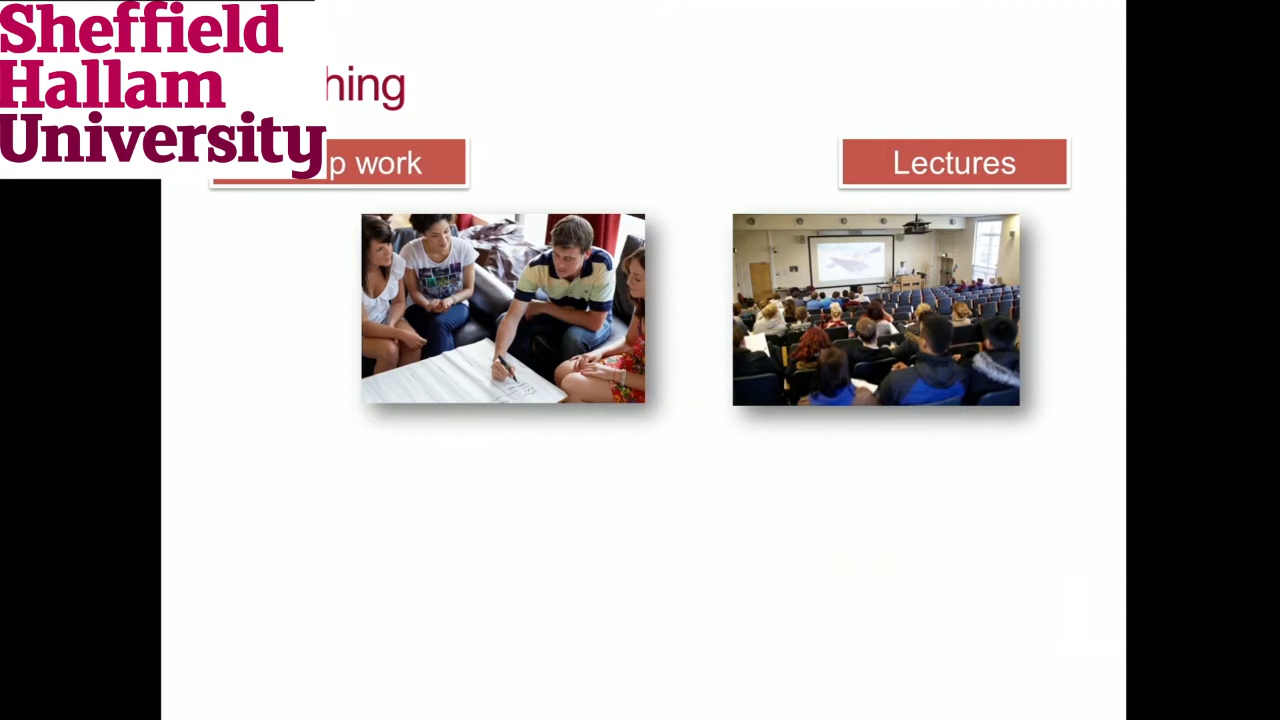 Sheffield
Hallam
University
hing
p work
Lectures